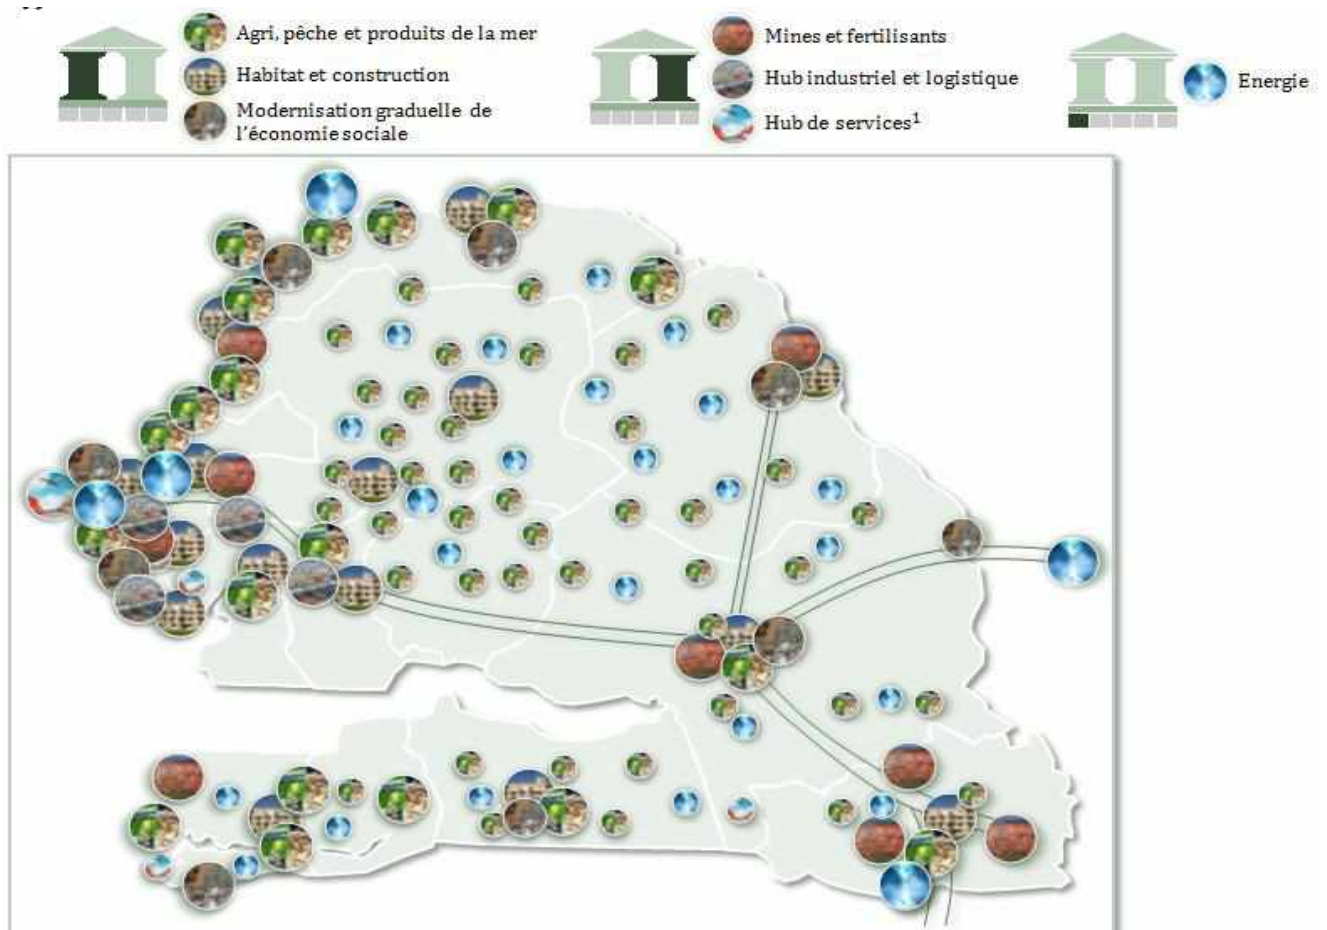 Agri, pêche et produits de la mer
Habitat et construction
Modernisation graduelle de
l'économie sociale
Mines et fertilisants
Hub industriel et logistique
Hub de services¹
Energie